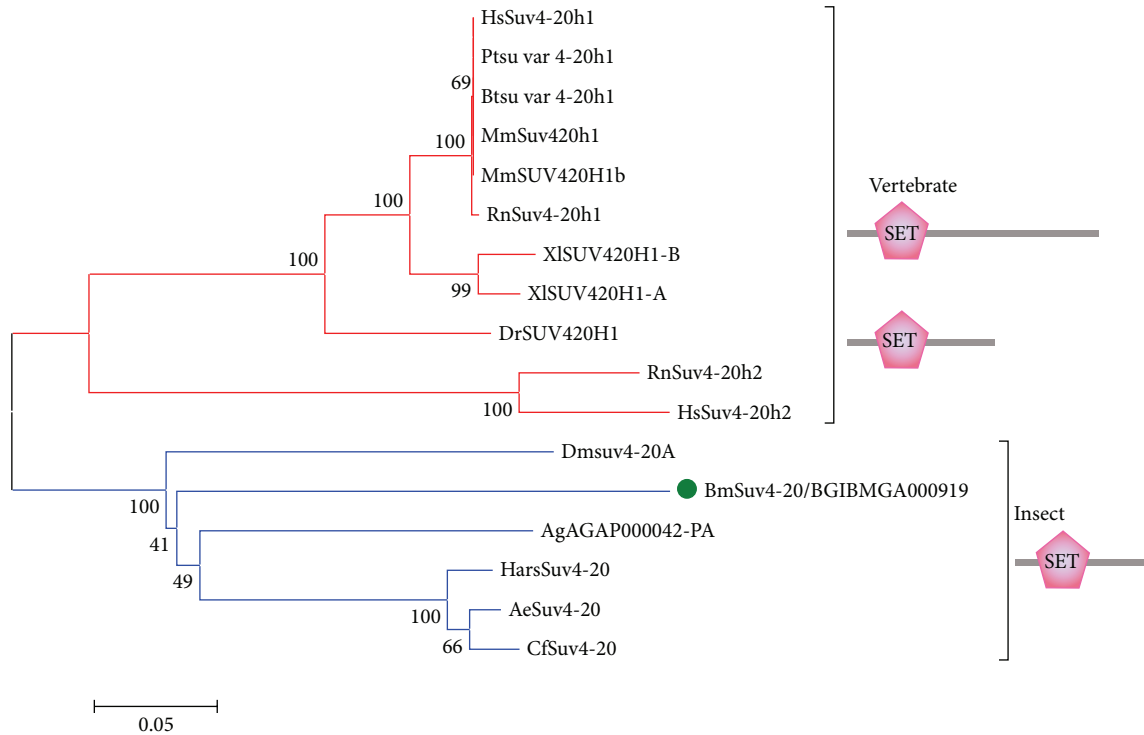 HsSuv4-20h1
Ptsu var 4-20h1
69
Btsu var 4-20h1
100
MmSuv420h1
MmSUV420H1b
100
RnSuv4-20h1
100
XlSUV420H1-B
99
XlSUV420H1-A
DrSUV420H1
RnSuv4-20h2
100
HsSuv4-20h2
Vertebrate
SET
SET
Dmsuv4-20A
100
BmSuv4-20/BGIBMGA000919
41
AgAGAP000042-PA
49
HarsSuv4-20
100
AeSuv4-20
66
CfSuv4-20
Insect
SET
0.05